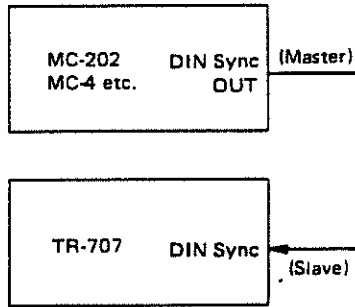 MC-202 DIN Sync (Master)
MC-4 etc. OUT
TR-707 DIN Sync
(Slave)